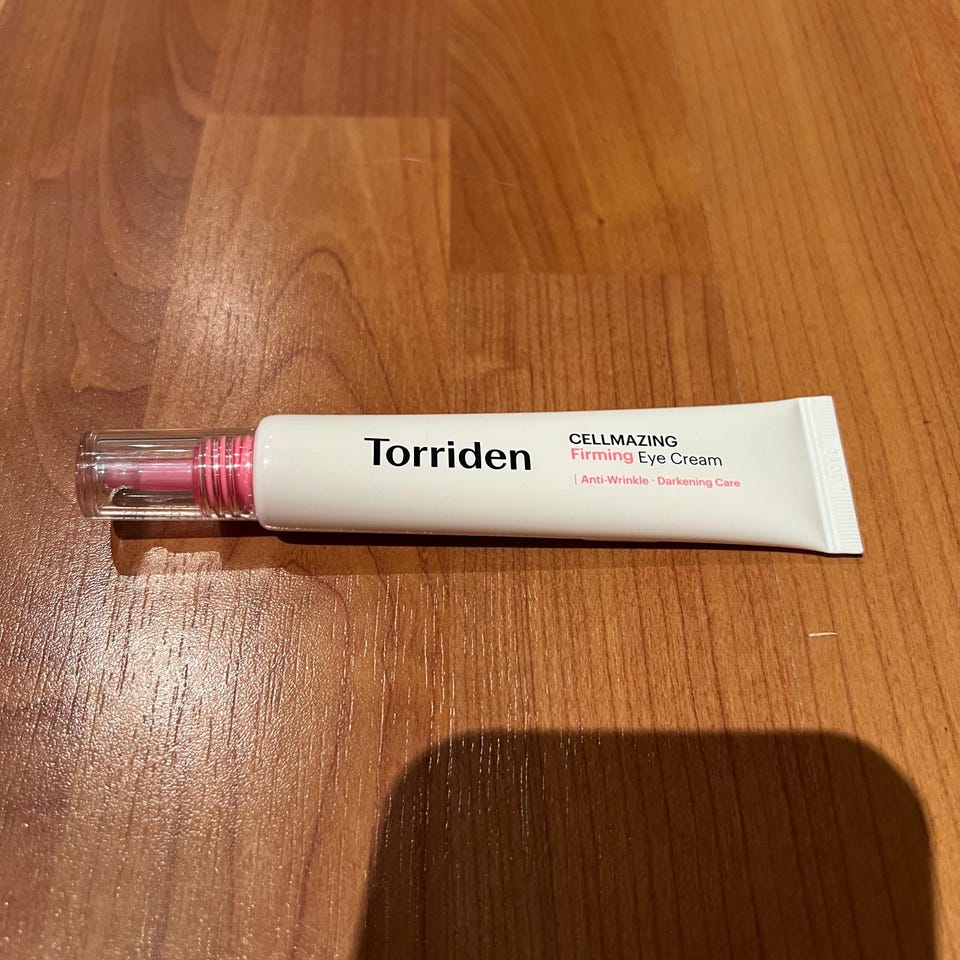 Torriden
CELLMAZING
Firming Eye Cream
| Anti-Wrinkle · Darkening Care